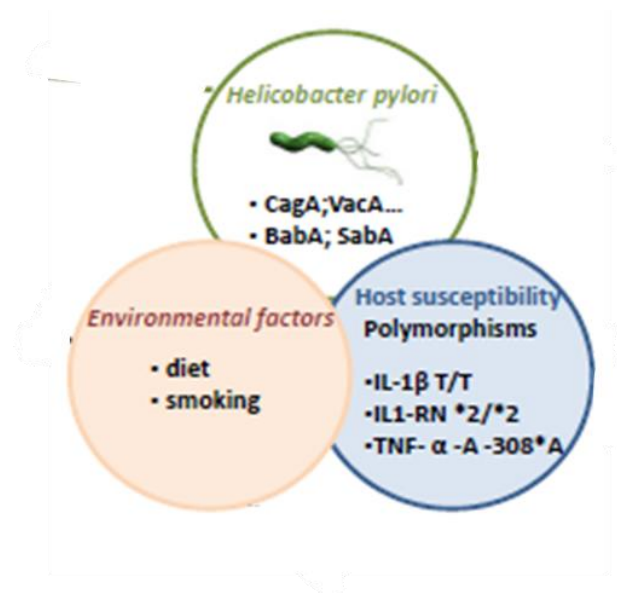 Helicobacter pylori
▪ CagA;VacA...
▪ BabA; SabA
Environmental factors
▪ diet
▪ smoking
Host susceptibility
Polymorphisms
▪IL-1β T/T
▪IL1-RN *2/*2
▪TNF- α -A -308*A